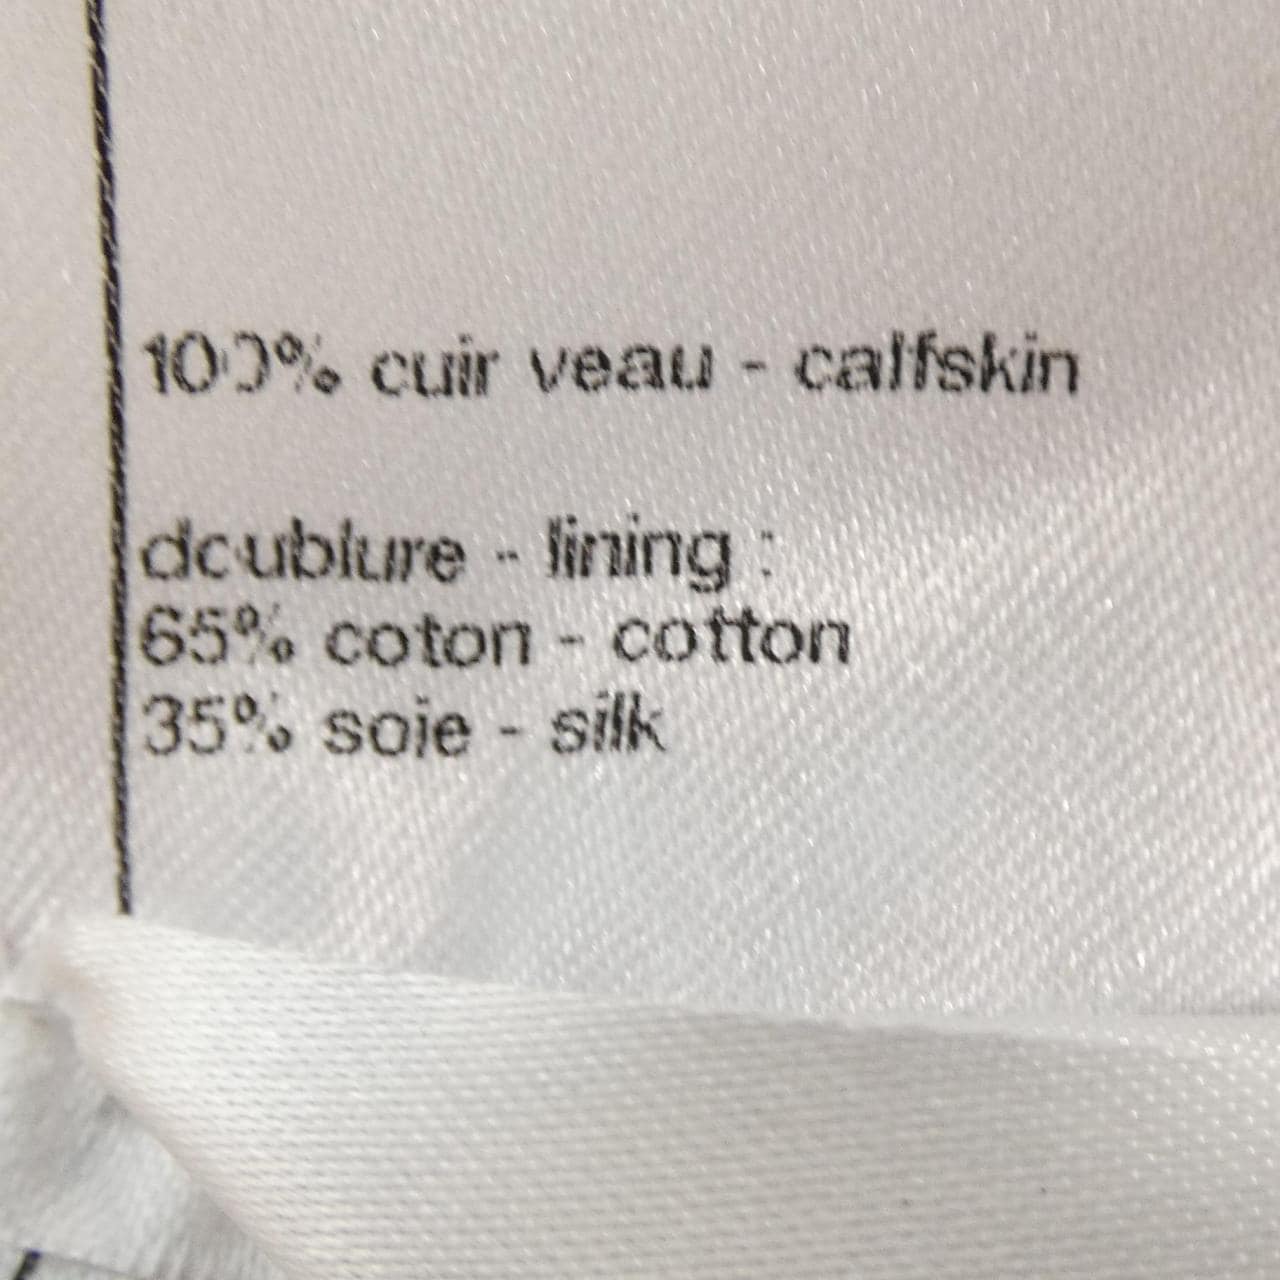 100% cuir veau - calfskin
doublure - lining :
65% coton - cotton
35% soie - silk